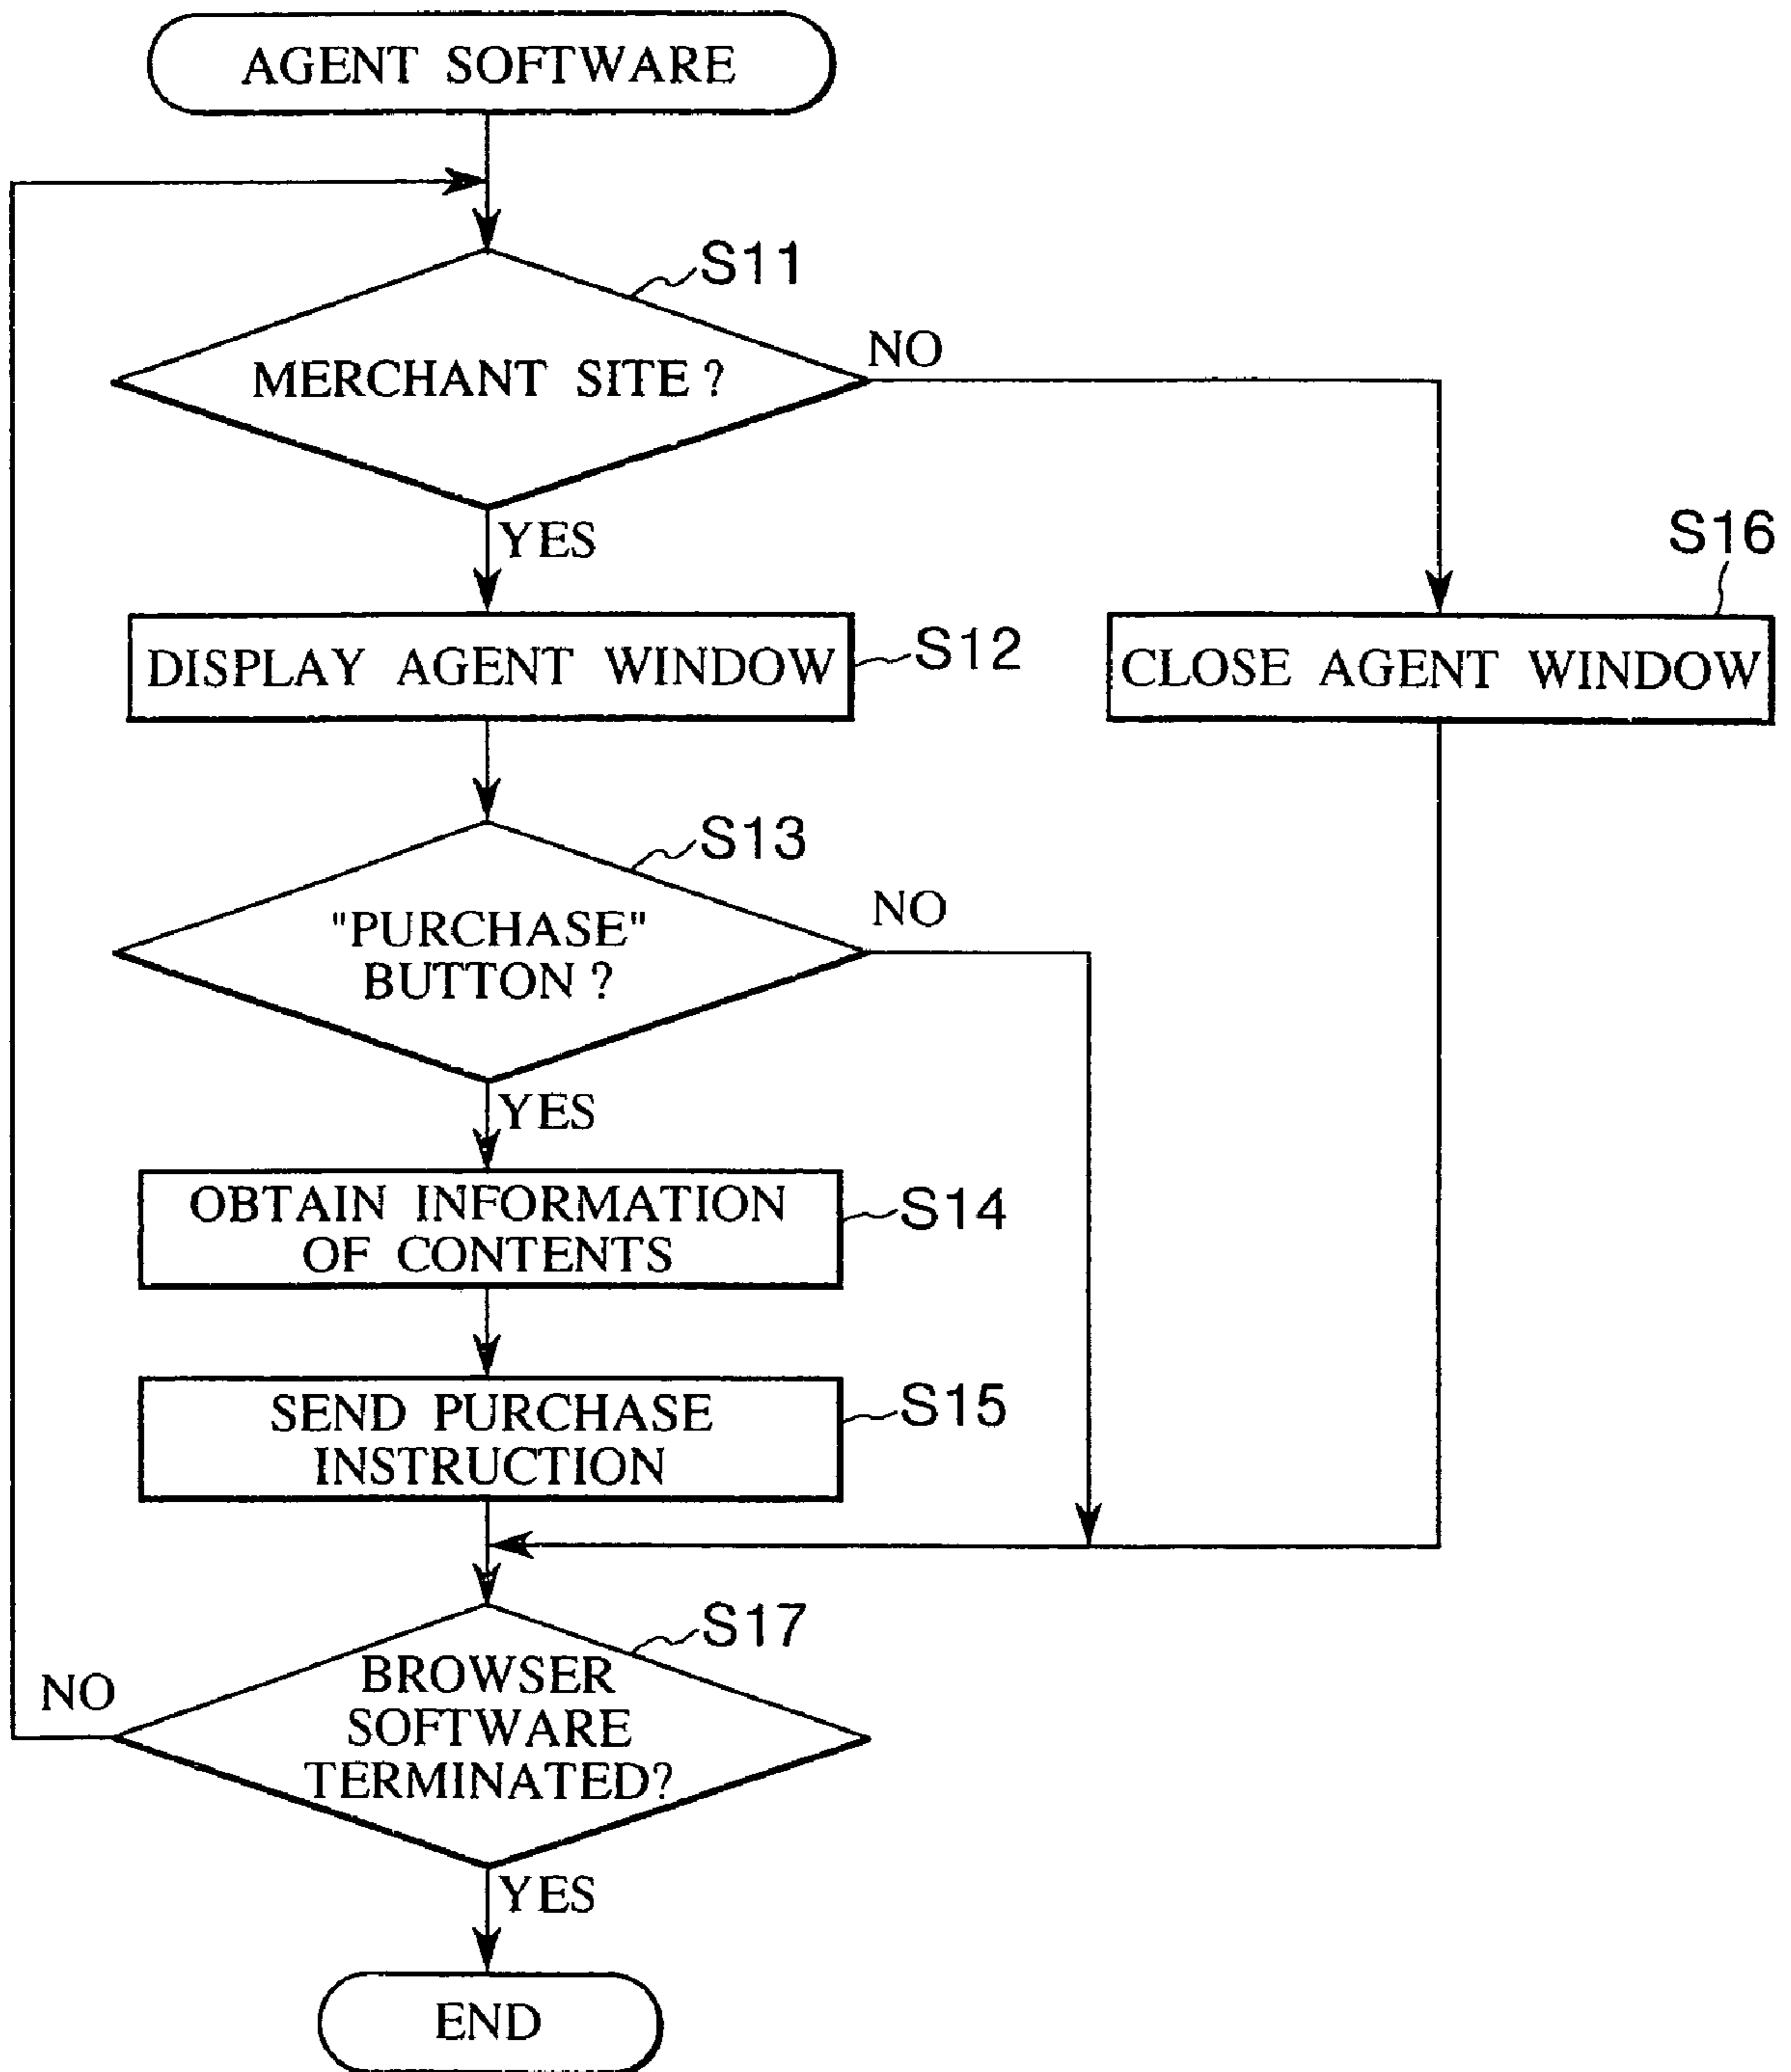 AGENT SOFTWARE
S11
MERCHANT SITE ?
NO
YES
S16
DISPLAY AGENT WINDOW
S12
CLOSE AGENT WINDOW
S13
"PURCHASE"
BUTTON ?
NO
YES
OBTAIN INFORMATION
OF CONTENTS
S14
SEND PURCHASE
INSTRUCTION
S15
S17
BROWSER
SOFTWARE
TERMINATED?
NO
YES
END